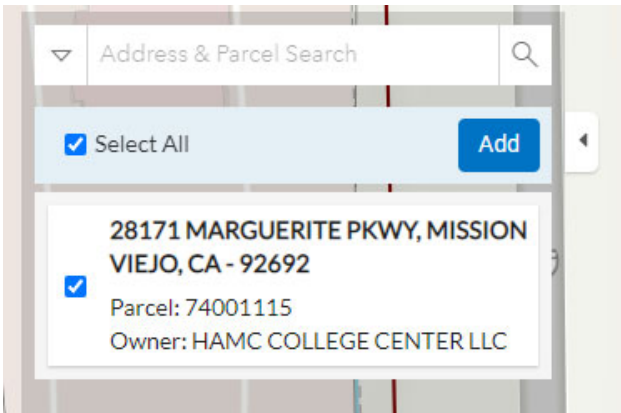 Address & Parcel Search
Select All
Add
28171 MARGUERITE PKWY, MISSION
VIEJO, CA - 92692
Parcel: 74001115
Owner: HAMC COLLEGE CENTER LLC